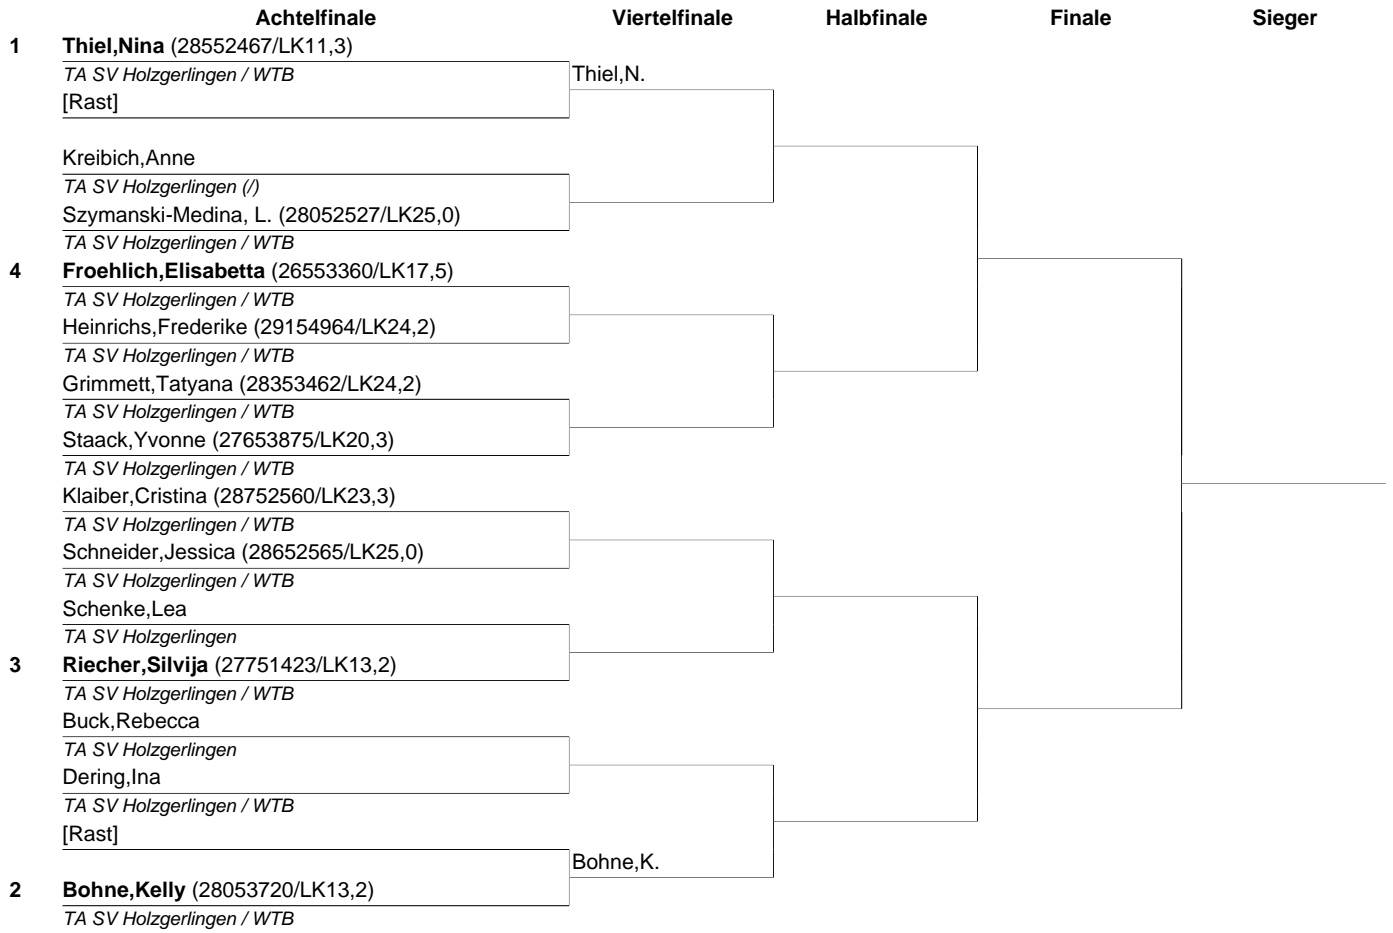 Achtelfinale Viertelfinale Halbfinale Finale Sieger
1 Thiel,Nina (28552467/LK11,3)
TA SV Holzgerlingen / WTB Thiel,N.
[Rast]
Kreibich,Anne
TA SV Holzgerlingen (/)
Szymanski-Medina, L. (28052527/LK25,0)
TA SV Holzgerlingen / WTB
4 Froehlich,Elisabetta (26553360/LK17,5)
TA SV Holzgerlingen / WTB
Heinrichs,Frederike (29154964/LK24,2)
TA SV Holzgerlingen / WTB
Grimmett,Tatyana (28353462/LK24,2)
TA SV Holzgerlingen / WTB
Staack,Yvonne (27653875/LK20,3)
TA SV Holzgerlingen / WTB
Klaiber,Cristina (28752560/LK23,3)
TA SV Holzgerlingen / WTB
Schneider,Jessica (28652565/LK25,0)
TA SV Holzgerlingen / WTB
Schenke,Lea
TA SV Holzgerlingen
3 Riecher,Silvija (27751423/LK13,2)
TA SV Holzgerlingen / WTB
Buck,Rebecca
TA SV Holzgerlingen
Dering,Ina
TA SV Holzgerlingen / WTB
[Rast]
Bohne,K.
2 Bohne,Kelly (28053720/LK13,2)
TA SV Holzgerlingen / WTB